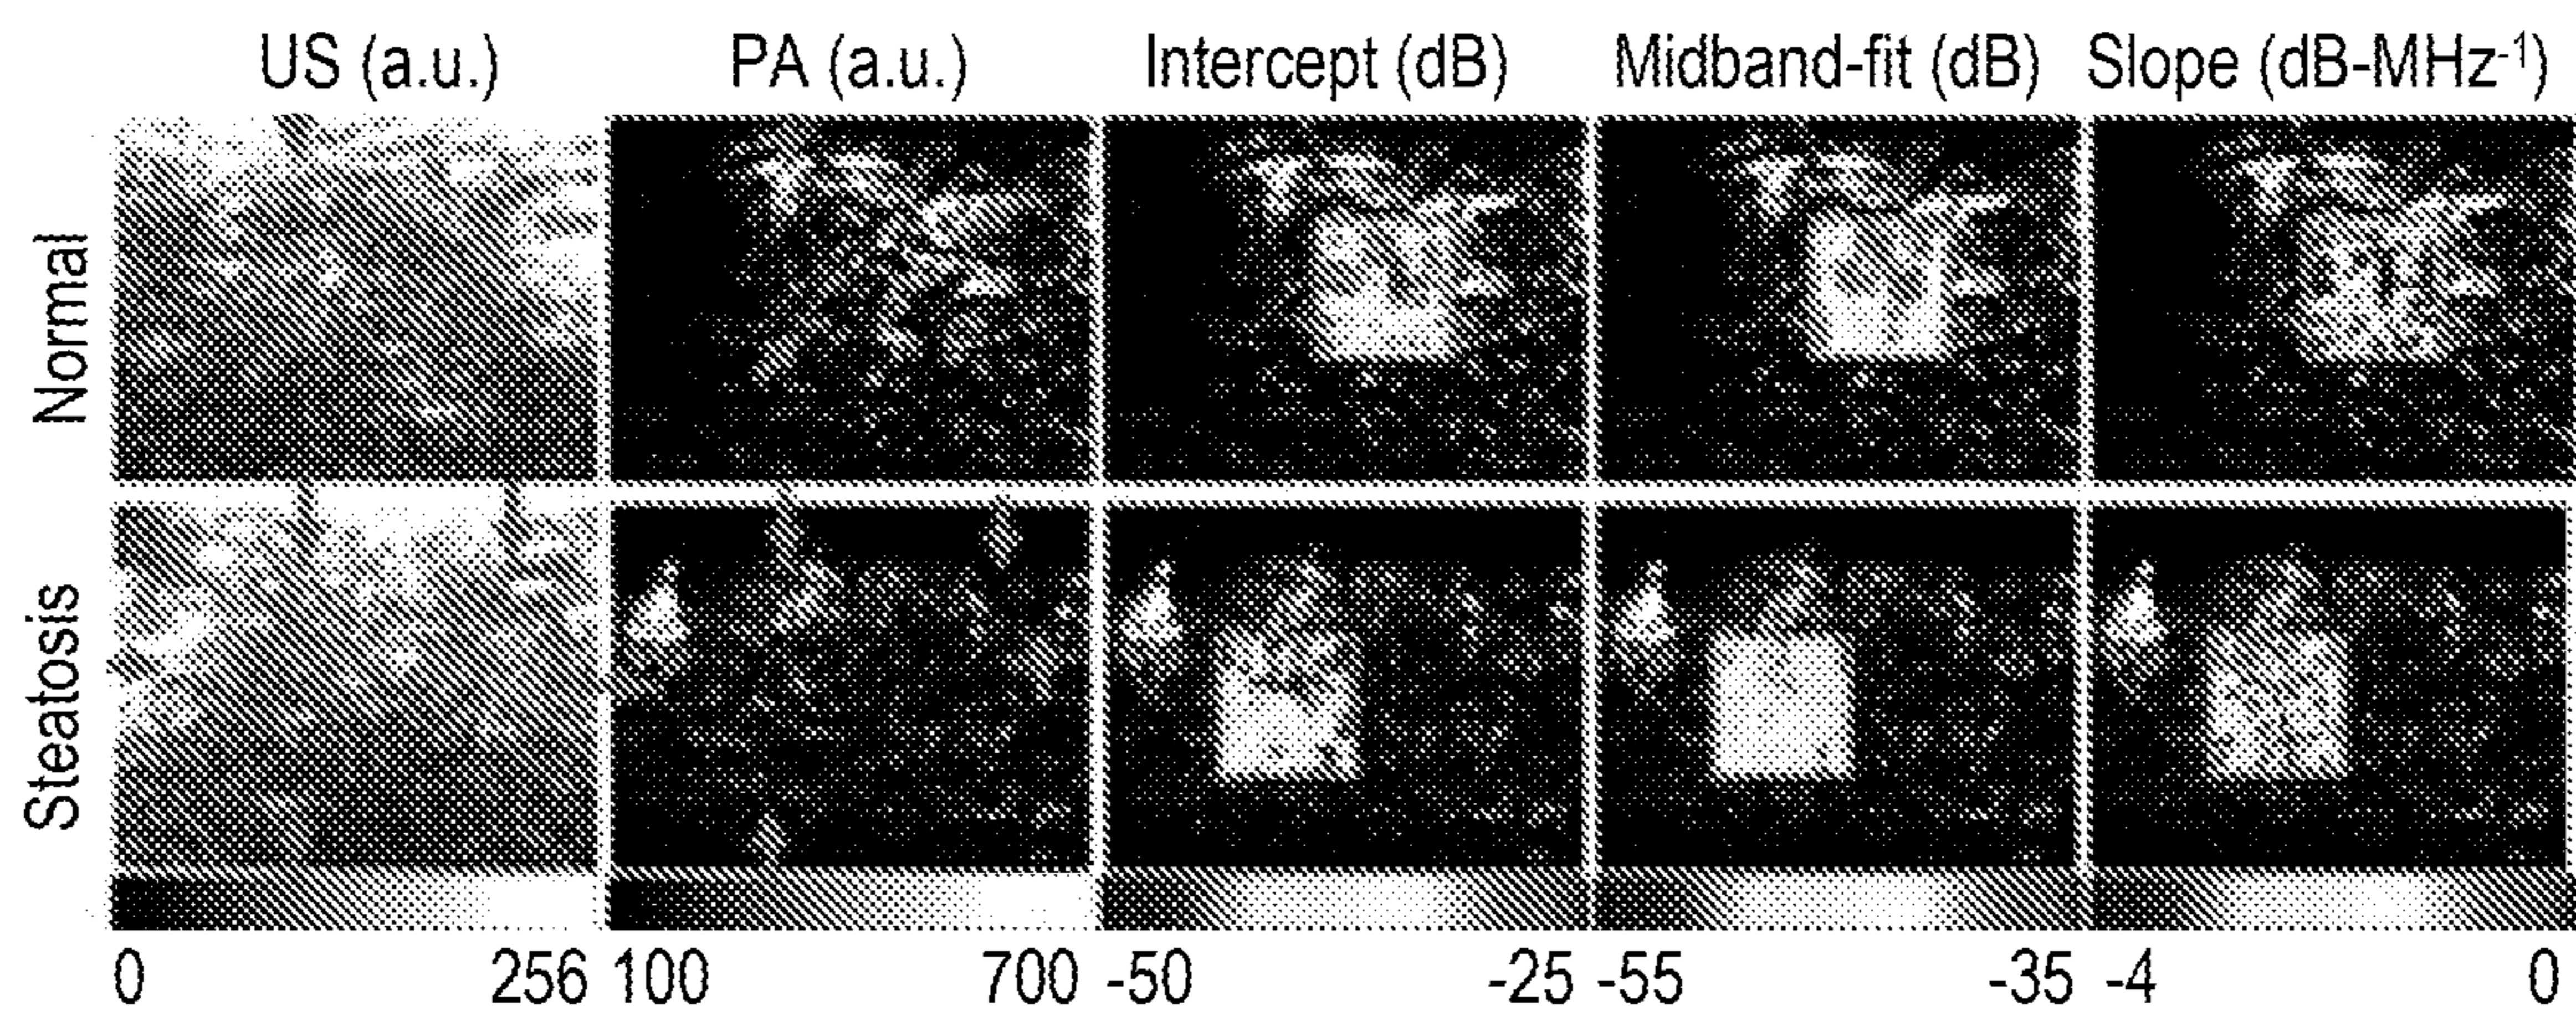 US (a.u.) PA (a.u.) Intercept (dB) Midband-fit (dB) Slope (dB-MHz⁻¹)
Normal
Steatosis
0 256 100 700 -50 -25 -55 -35 -4 0